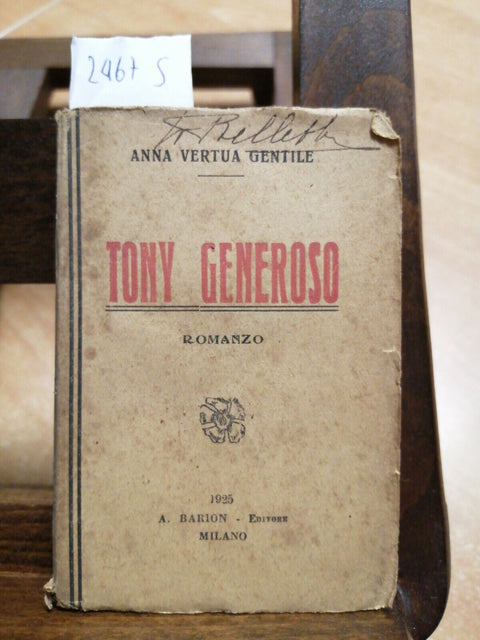 2467 S
ANNA VERTUA GENTILE
TONY GENEROSO
ROMANZO
1925
A. BARION - EDITORE
MILANO